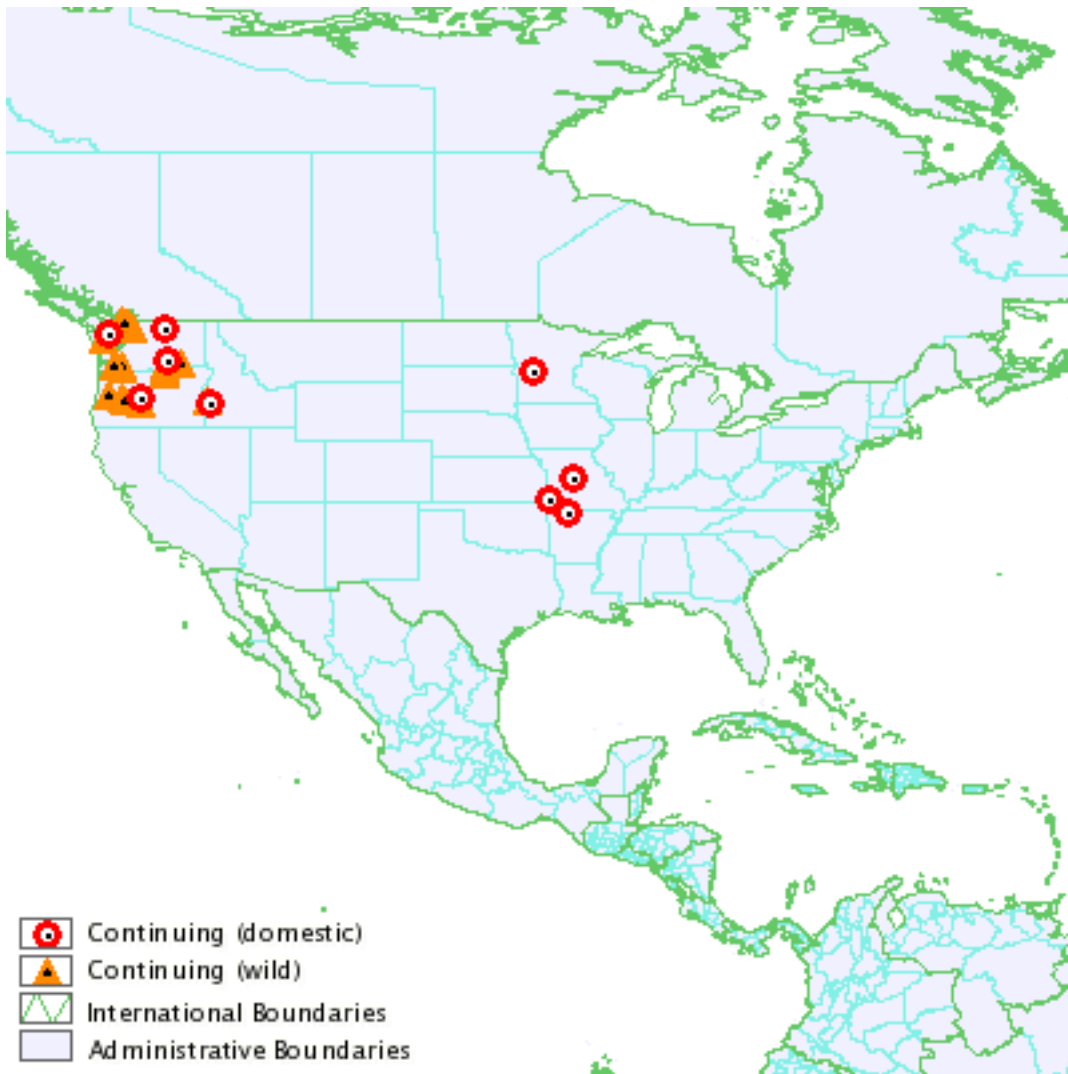 Continuing (domestic)
Continuing (wild)
International Boundaries
Administrative Boundaries